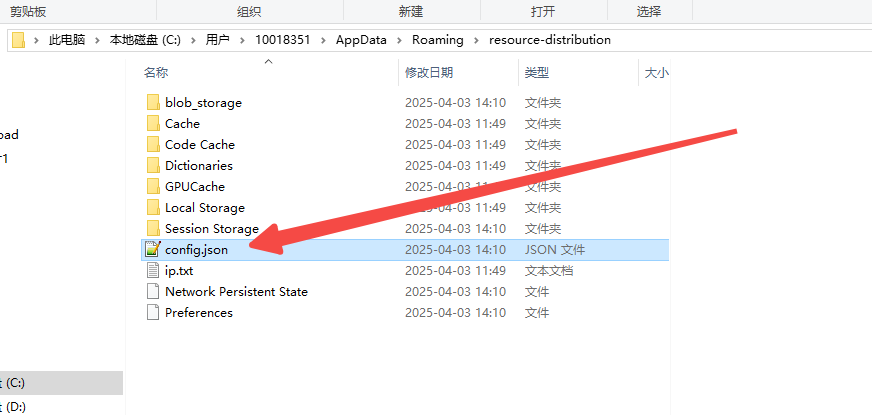 剪贴板 组织 新建 打开 选择
此电脑 > 本地磁盘 (C:) > 用户 > 10018351 > AppData > Roaming > resource-distribution
名称 修改日期 类型 大小
blob_storage 2025-04-03 14:10 文件夹
Cache 2025-04-03 11:49 文件夹
Code Cache 2025-04-03 11:49 文件夹
Dictionaries 2025-04-03 11:49 文件夹
GPUCache 2025-04-03 11:49 文件夹
Local Storage 2025-04-03 11:49 文件夹
Session Storage 2025-04-03 14:10 文件夹
config.json 2025-04-03 14:10 JSON 文件
ip.txt 2025-04-03 11:49 文本文档
Network Persistent State 2025-04-03 14:10 文件
Preferences 2025-04-03 14:10 文件
(C:)
(D:)